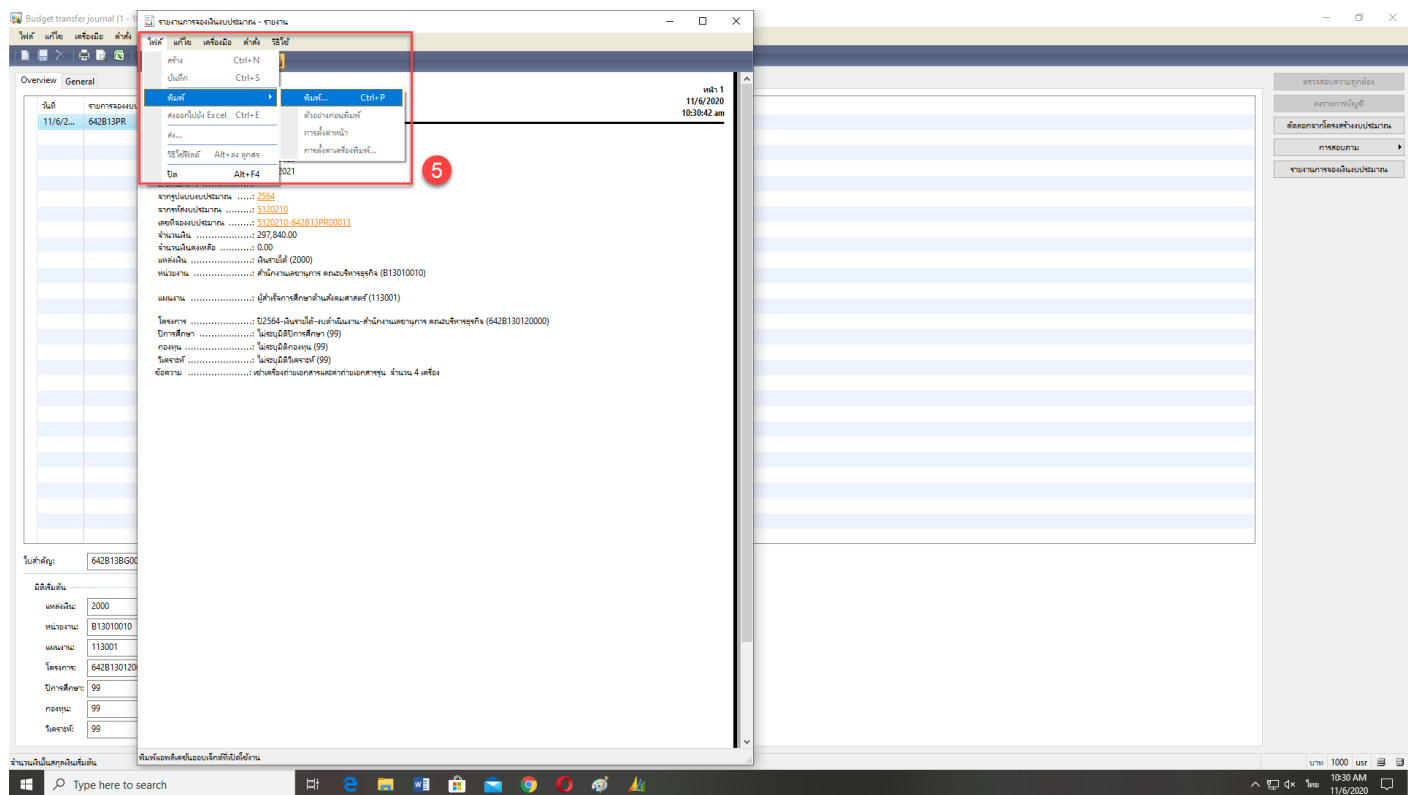 Budget transfer journal (1 - 1
รายงานการจองเงินงบประมาณ - รายงาน
ไฟล์ แก้ไข เครื่องมือ คำสั่ง
ไฟล์ แก้ไข เครื่องมือ คำสั่ง วิธีใช้
สร้าง Ctrl+N
บันทึก Ctrl+S
พิมพ์
ส่งออกไปยัง Excel Ctrl+E
ส่ง...
วิธีใช้ฟิลด์ Alt+ลง ลูกศร
ปิด Alt+F4
พิมพ์... Ctrl+P
ตัวอย่างก่อนพิมพ์
การตั้งค่าหน้า
การตั้งค่าเครื่องพิมพ์...
5
หน้า 1
11/6/2020
10:30:42 am
2021
Overview General
วันที่ รายการจองงบ
11/6/2... 642B13PR
จากรูปแบบงบประมาณ .....: 2564
จากรหัสงบประมาณ .........: 5120210
เลขที่จองงบประมาณ ........: 5120210-642B13PR00013
จำนวนเงิน ...................: 297,840.00
จำนวนเงินคงเหลือ ...........: 0.00
แหล่งเงิน .....................: เงินรายได้ (2000)
หน่วยงาน ....................: สำนักงานเลขานุการ คณะบริหารธุรกิจ (B13010010)
แผนงาน .....................: ผู้สำเร็จการศึกษาด้านสังคมศาสตร์ (113001)
โครงการ .....................: ปี2564-เงินรายได้-งบดำเนินงาน-สำนักงานเลขานุการ คณะบริหารธุรกิจ (642B130120000)
ปีการศึกษา ..................: ไม่ระบุมิติปีการศึกษา (99)
กองทุน .......................: ไม่ระบุมิติกองทุน (99)
วิเคราะห์ ......................: ไม่ระบุมิติวิเคราะห์ (99)
ข้อความ .....................: เช่าเครื่องถ่ายเอกสารและค่าถ่ายเอกสารรุ่น จำนวน 4 เครื่อง
ตรวจสอบความถูกต้อง
ลงรายการบัญชี
คัดลอกจากโครงสร้างงบประมาณ
การสอบถาม
รายงานการจองเงินงบประมาณ
ใบสำคัญ: 642B13BG00
มิติเริ่มต้น
แหล่งเงิน: 2000
หน่วยงาน: B13010010
แผนงาน: 113001
โครงการ: 642B130120
ปีการศึกษา: 99
กองทุน: 99
วิเคราะห์: 99
พิมพ์แอพพลิเคชันออบเจ็กต์ที่เปิดใช้งาน
จำนวนเงินในสกุลเงินเริ่มต้น
บาท 1000 usr
Type here to search
ไทย
10:30 AM
11/6/2020